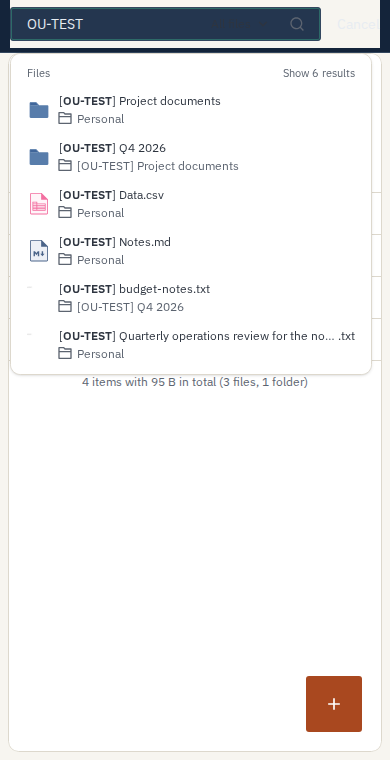 OU-TEST
Cancel
Files
Show 6 results
[OU-TEST] Project documents
Personal
[OU-TEST] Q4 2026
[OU-TEST] Project documents
[OU-TEST] Data.csv
Personal
[OU-TEST] Notes.md
Personal
[OU-TEST] budget-notes.txt
[OU-TEST] Q4 2026
[OU-TEST] Quarterly operations review for the no... .txt
Personal
4 items with 95 B in total (3 files, 1 folder)